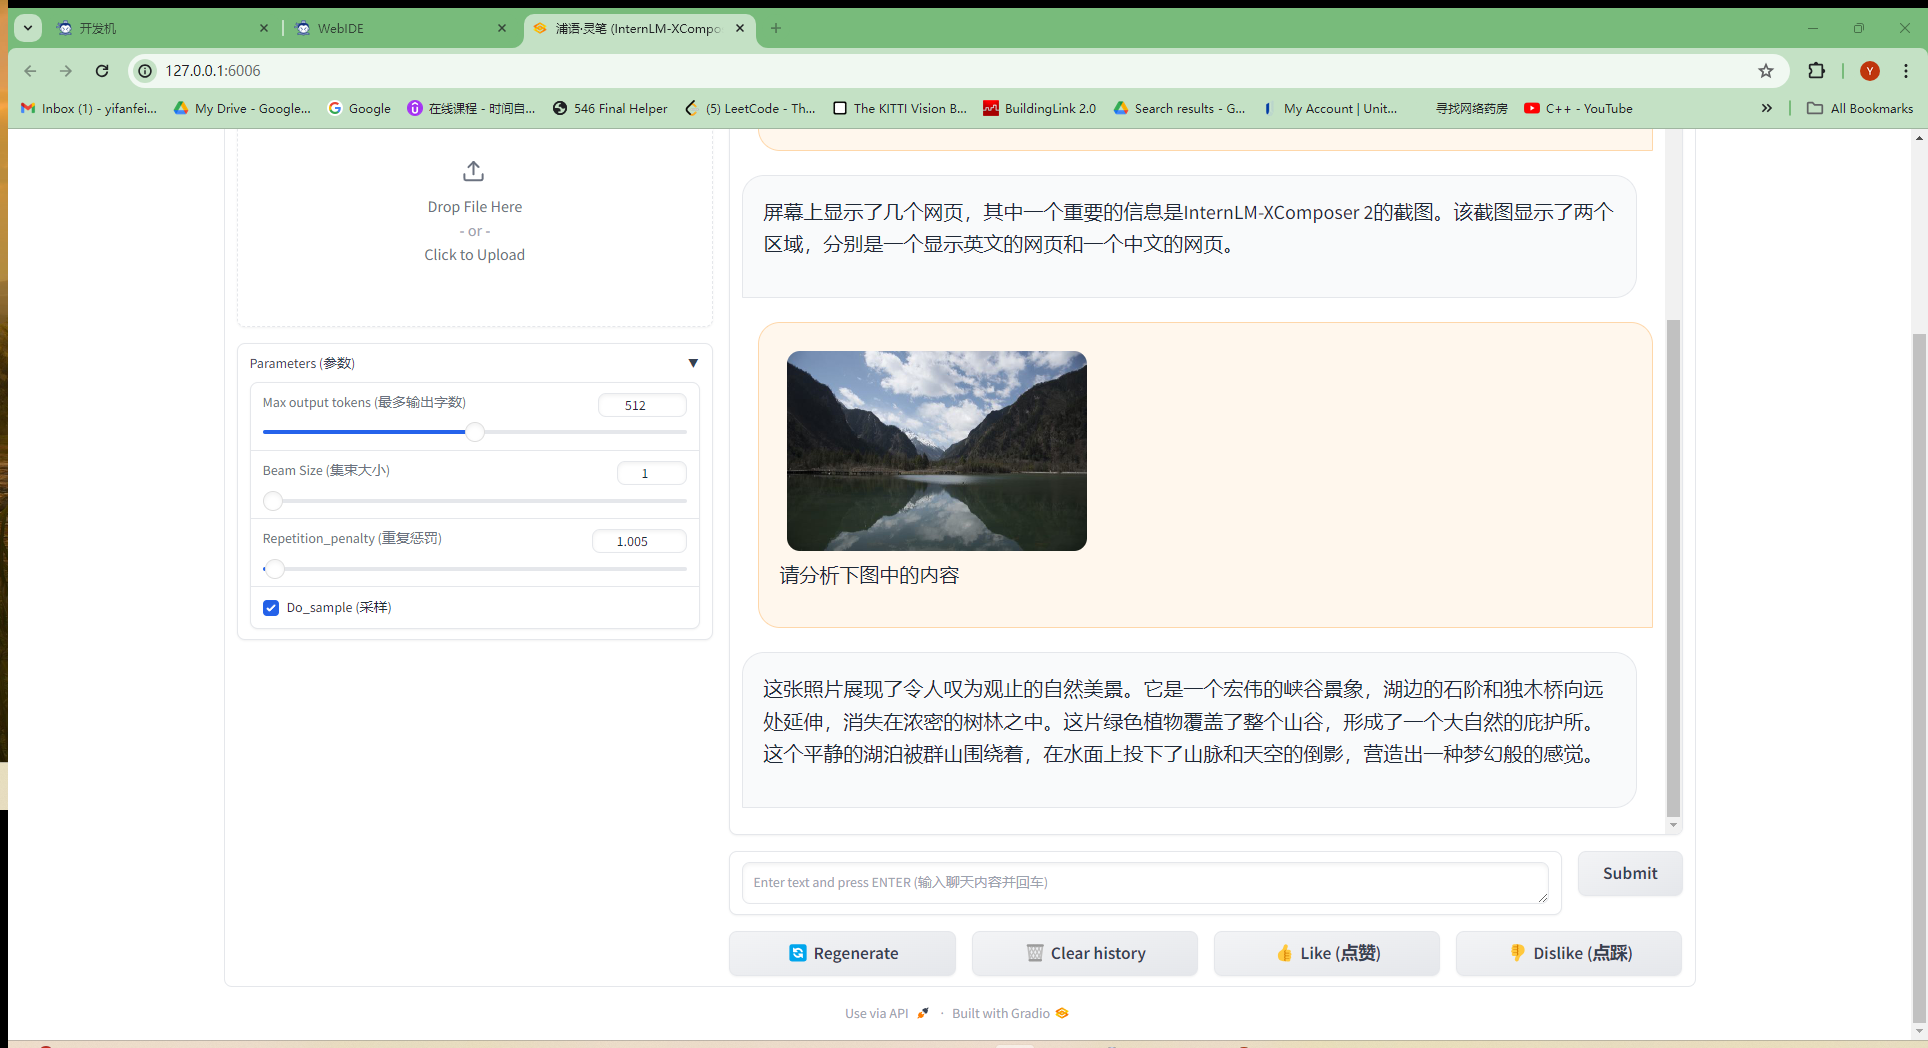 开发机
WebIDE
浦语·灵笔 (InternLM-XCompo
127.0.0.1:6006
Y
Inbox (1) - yifanfei...
My Drive - Google...
Google
在线课程 - 时间自...
546 Final Helper
(5) LeetCode - Th...
The KITTI Vision B...
BuildingLink 2.0
Search results - G...
My Account | Unit...
寻找网络药房
C++ - YouTube
All Bookmarks
Drop File Here
- or -
Click to Upload
Parameters (参数)
Max output tokens (最多输出字数)
512
Beam Size (集束大小)
1
Repetition_penalty (重复惩罚)
1.005
Do_sample (采样)
屏幕上显示了几个网页，其中一个重要的信息是InternLM-XComposer 2的截图。该截图显示了两个
区域，分别是一个显示英文的网页和一个中文的网页。
请分析下图中的内容
这张照片展现了令人叹为观止的自然美景。它是一个宏伟的峡谷景象，湖边的石阶和独木桥向远
处延伸，消失在浓密的树林之中。这片绿色植物覆盖了整个山谷，形成了一个大自然的庇护所。
这个平静的湖泊被群山围绕着，在水面上投下了山脉和天空的倒影，营造出一种梦幻般的感觉。
Enter text and press ENTER (输入聊天内容并回车)
Submit
Regenerate
Clear history
Like (点赞)
Dislike (点踩)
Use via API
·
Built with Gradio